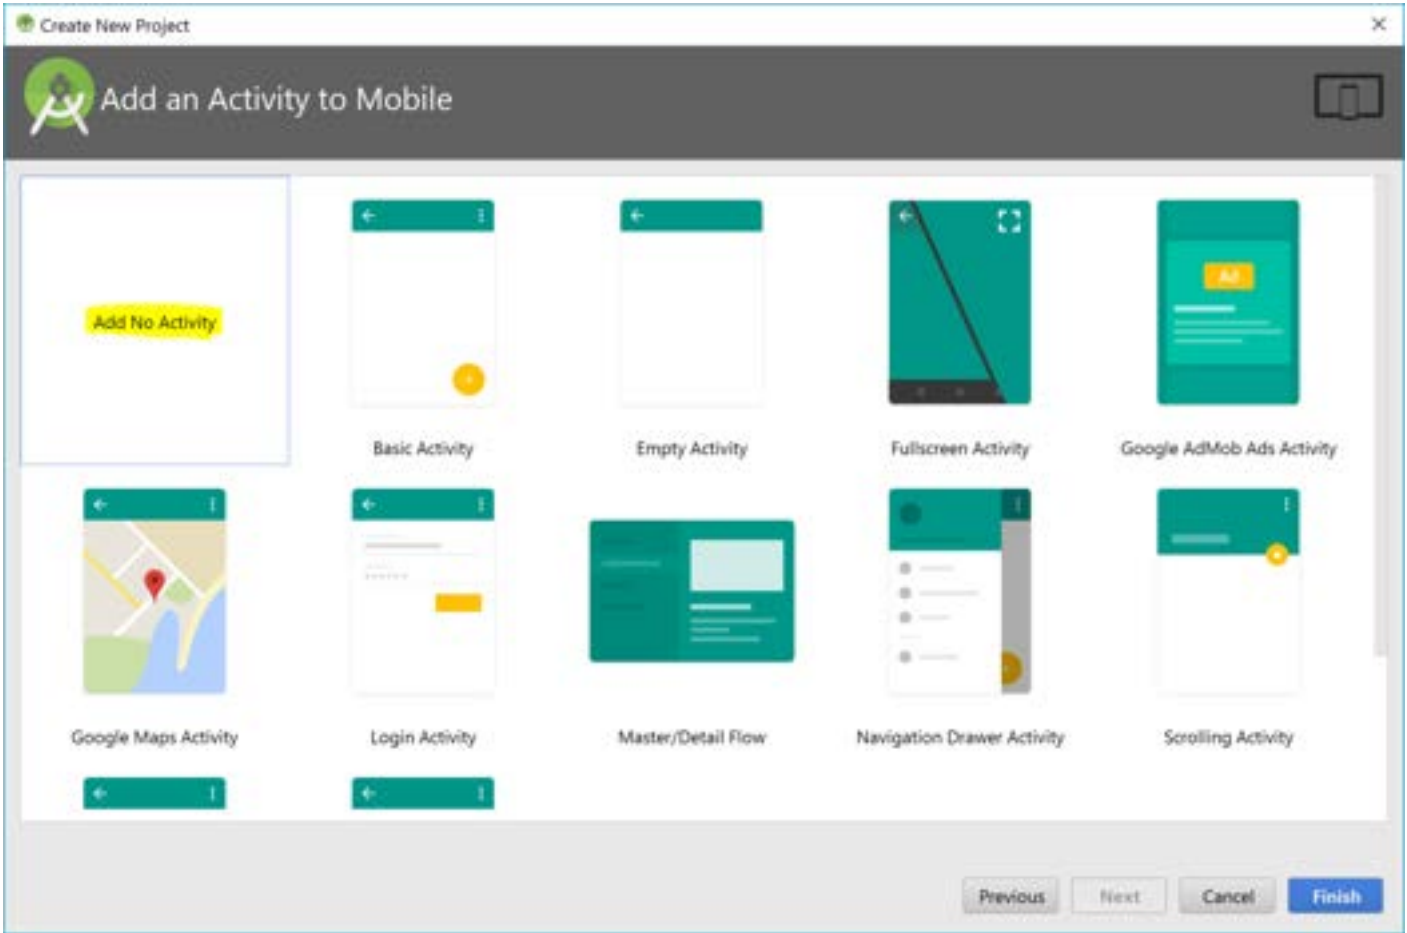 Create New Project
Add an Activity to Mobile
Add No Activity
Ad
Basic Activity
Empty Activity
Fullscreen Activity
Google AdMob Ads Activity
Google Maps Activity
Login Activity
Master/Detail Flow
Navigation Drawer Activity
Scrolling Activity
Previous
Next
Cancel
Finish